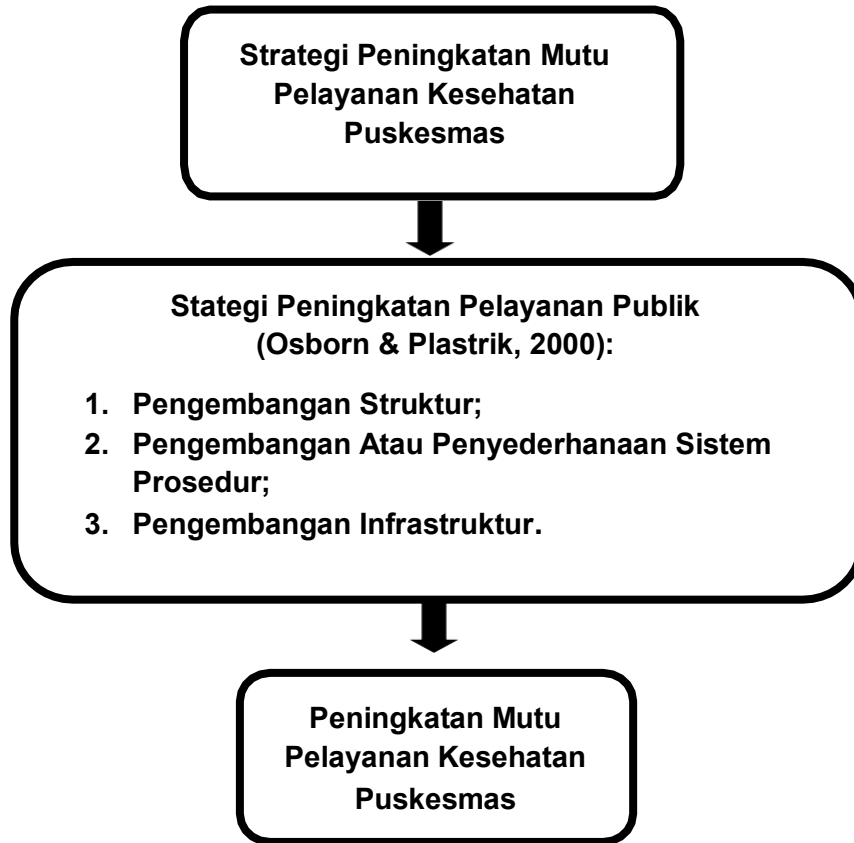 Strategi Peningkatan Mutu
Pelayanan Kesehatan
Puskesmas
Stategi Peningkatan Pelayanan Publik
(Osborn & Plastrik, 2000):
1. Pengembangan Struktur;
2. Pengembangan Atau Penyederhanaan Sistem
Prosedur;
3. Pengembangan Infrastruktur.
Peningkatan Mutu
Pelayanan Kesehatan
Puskesmas